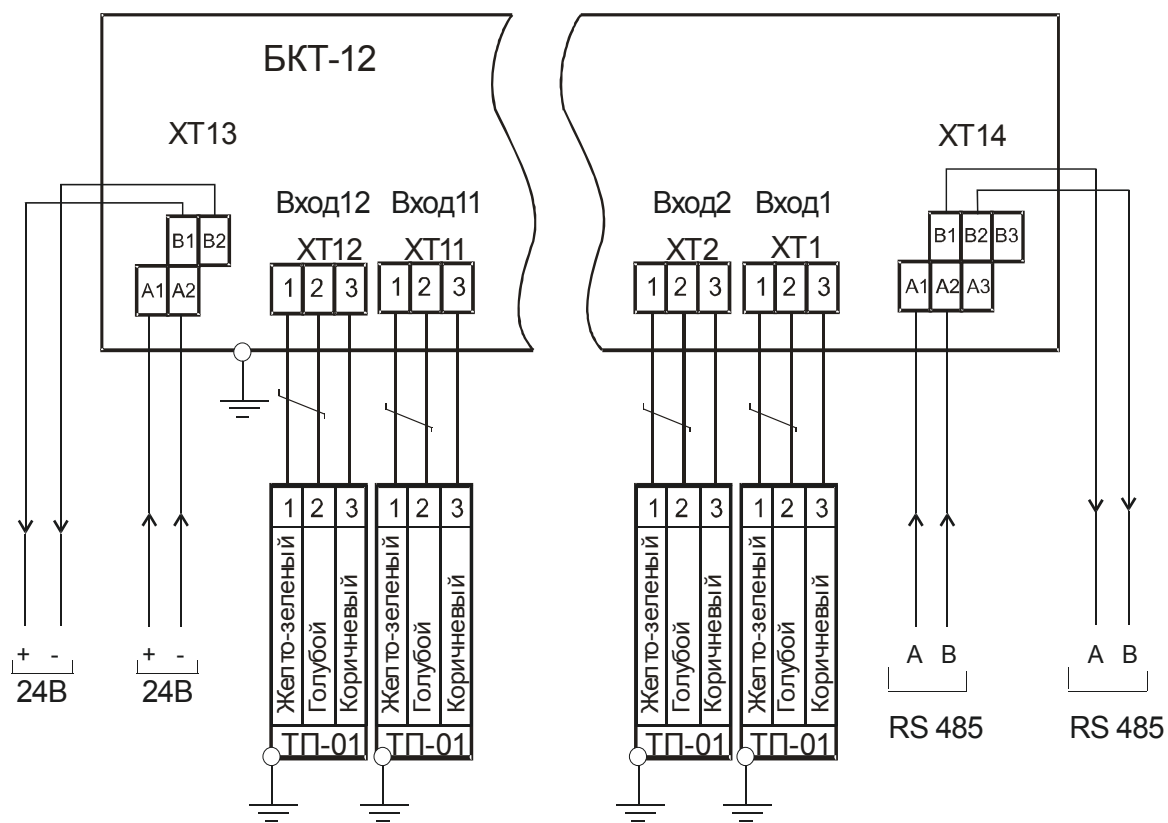 БКТ-12
ХТ13
ХТ14
Вход12 Вход11 Вход2 Вход1
ХТ12 ХТ11 ХТ2 ХТ1
В1 В2
В1 В2 В3
А1 А2
1 2 3
1 2 3
1 2 3
1 2 3
А1 А2 А3
1 2 3
1 2 3
1 2 3
1 2 3
Желто-зеленый
Голубой
Коричневый
Желто-зеленый
Голубой
Коричневый
Желто-зеленый
Голубой
Коричневый
Желто-зеленый
Голубой
Коричневый
ТП-01
ТП-01
ТП-01
ТП-01
+ -
24В
+ -
24В
А В
RS 485
А В
RS 485